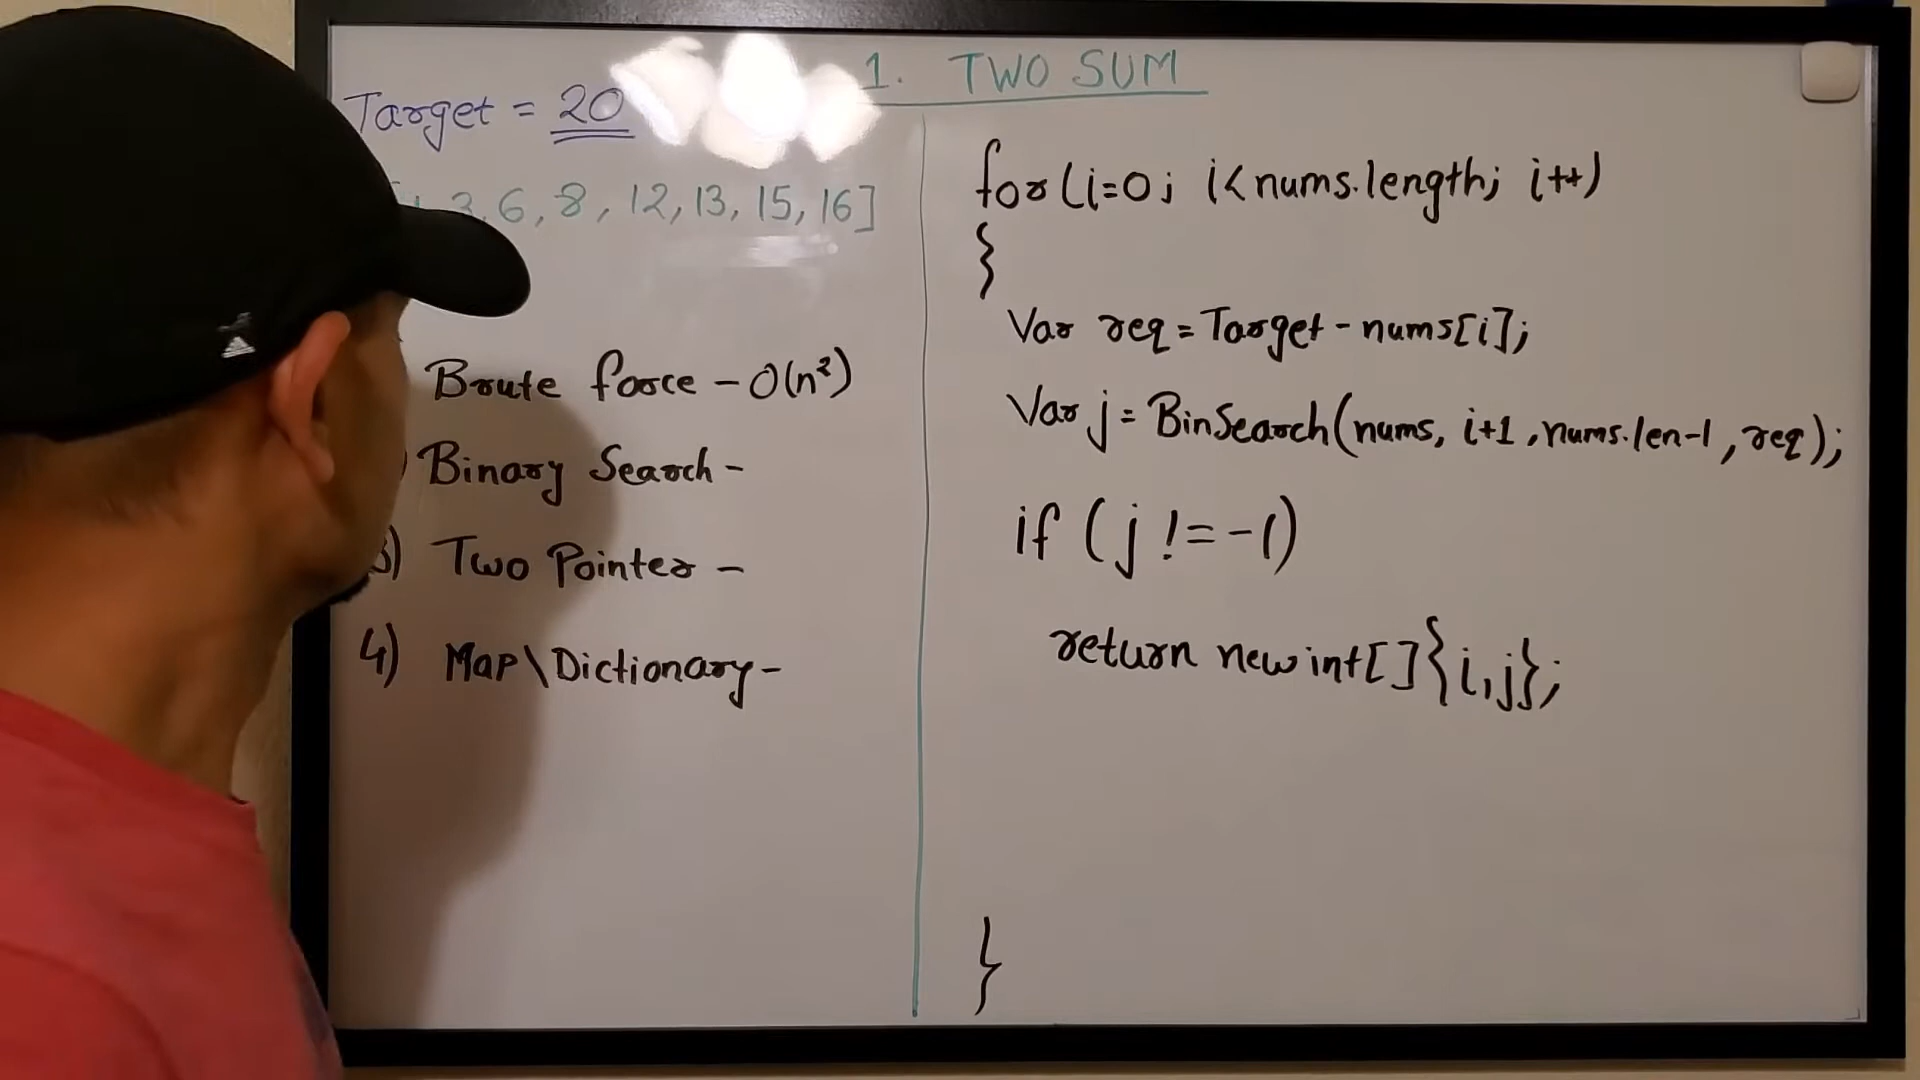 1. TWO SUM
Target = 20
3, 6, 8, 12, 13, 15, 16]
Brute force - O(n²)
) Binary Search -
3) Two Pointer -
4) Map\Dictionary -
for(i=0; i<nums.length; i++)
{
Var req = Target - nums[i];
Var j = BinSearch(nums, i+1, nums.len-1, req);
if (j != -1)
return new int[]{i,j};
}